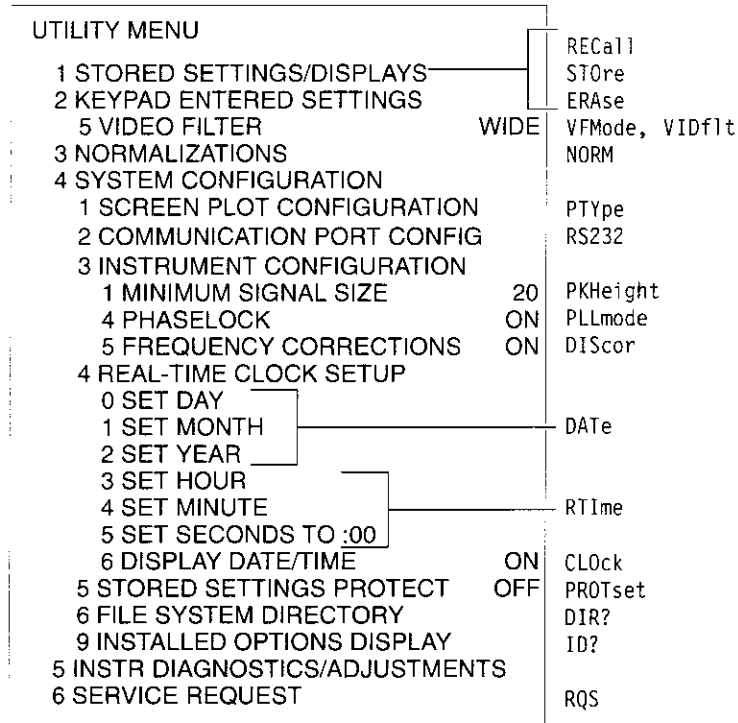 UTILITY MENU
RECall
1 STORED SETTINGS/DISPLAYS STOre
2 KEYPAD ENTERED SETTINGS ERAse
5 VIDEO FILTER WIDE VFMode, VIDflt
3 NORMALIZATIONS NORM
4 SYSTEM CONFIGURATION
1 SCREEN PLOT CONFIGURATION PTYpe
2 COMMUNICATION PORT CONFIG RS232
3 INSTRUMENT CONFIGURATION
1 MINIMUM SIGNAL SIZE 20 PKHeight
4 PHASELOCK ON PLLmode
5 FREQUENCY CORRECTIONS ON DIScor
4 REAL-TIME CLOCK SETUP
0 SET DAY
1 SET MONTH DATe
2 SET YEAR
3 SET HOUR
4 SET MINUTE RTIme
5 SET SECONDS TO :00
6 DISPLAY DATE/TIME ON CLOck
5 STORED SETTINGS PROTECT OFF PROTset
6 FILE SYSTEM DIRECTORY DIR?
9 INSTALLED OPTIONS DISPLAY ID?
5 INSTR DIAGNOSTICS/ADJUSTMENTS
6 SERVICE REQUEST RQS